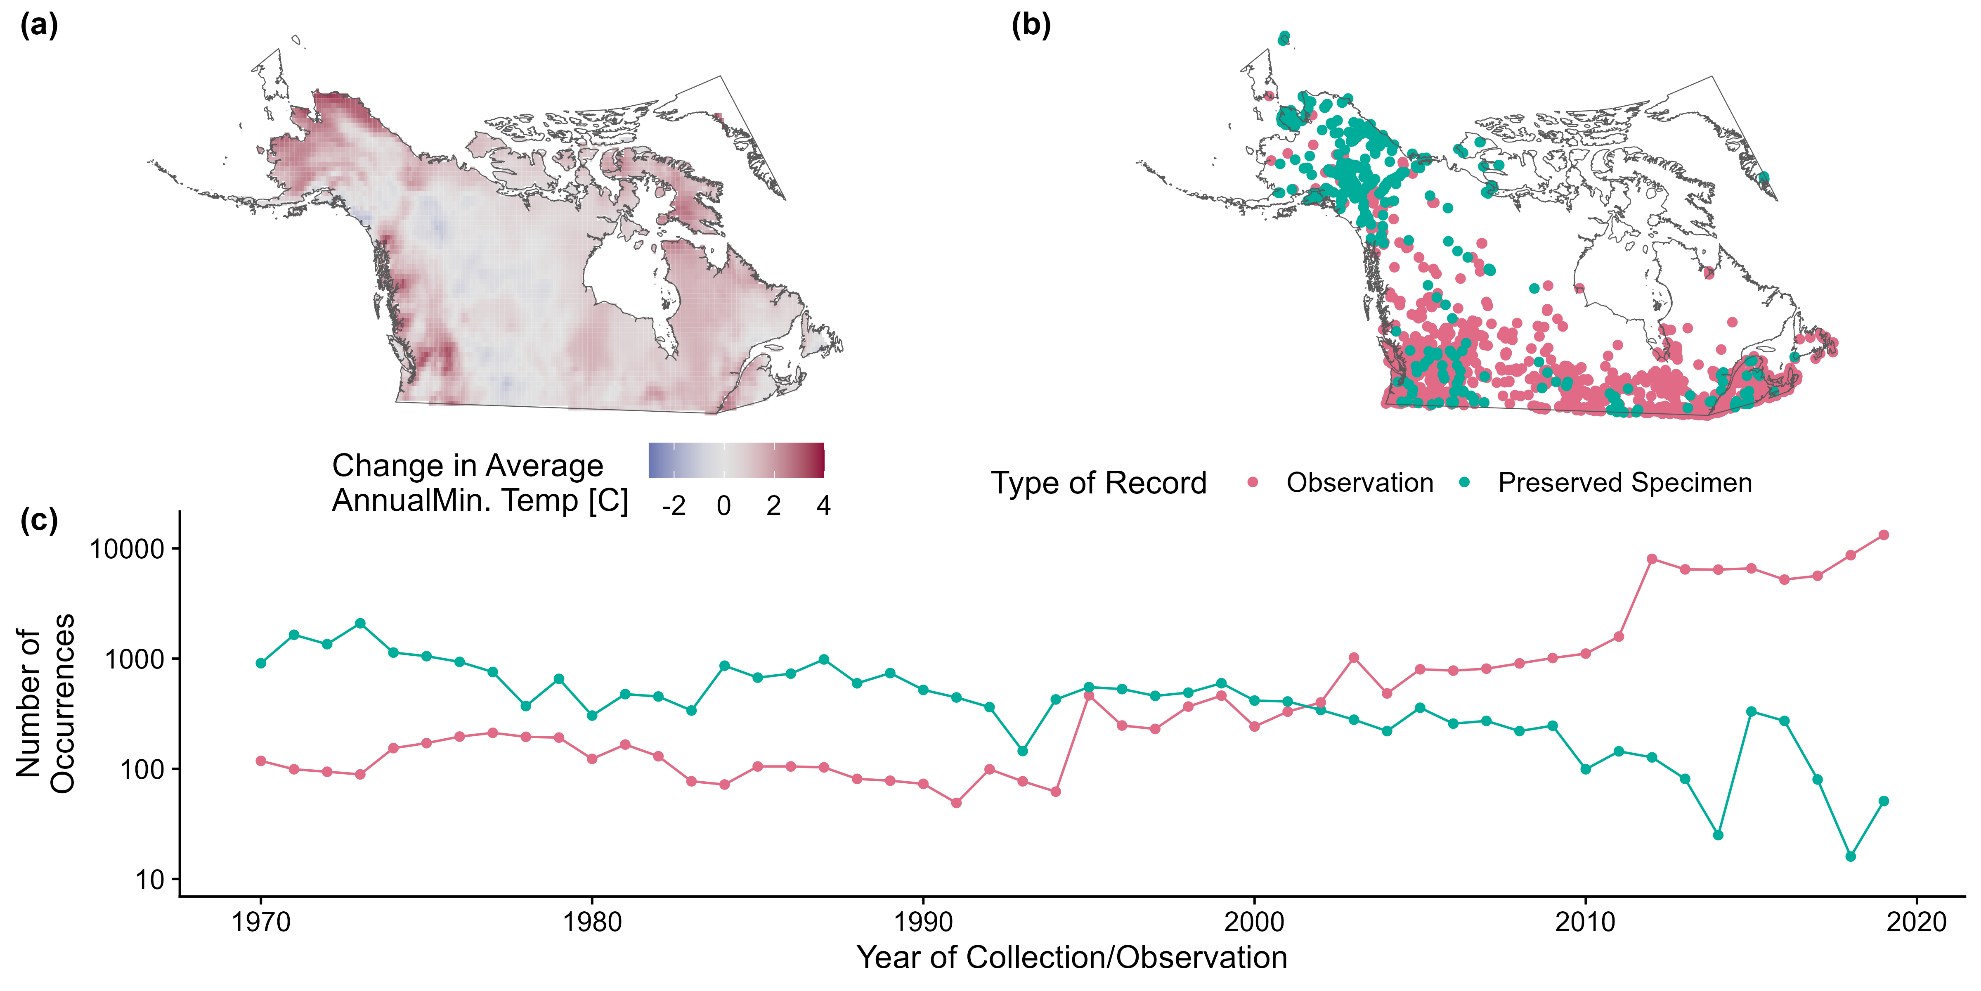 (a)
(b)
Change in Average
AnnualMin. Temp [C]
-2 0 2 4
Type of Record Observation Preserved Specimen
(c)
10000
1000
100
10
Number of
Occurrences
1970 1980 1990 2000 2010 2020
Year of Collection/Observation